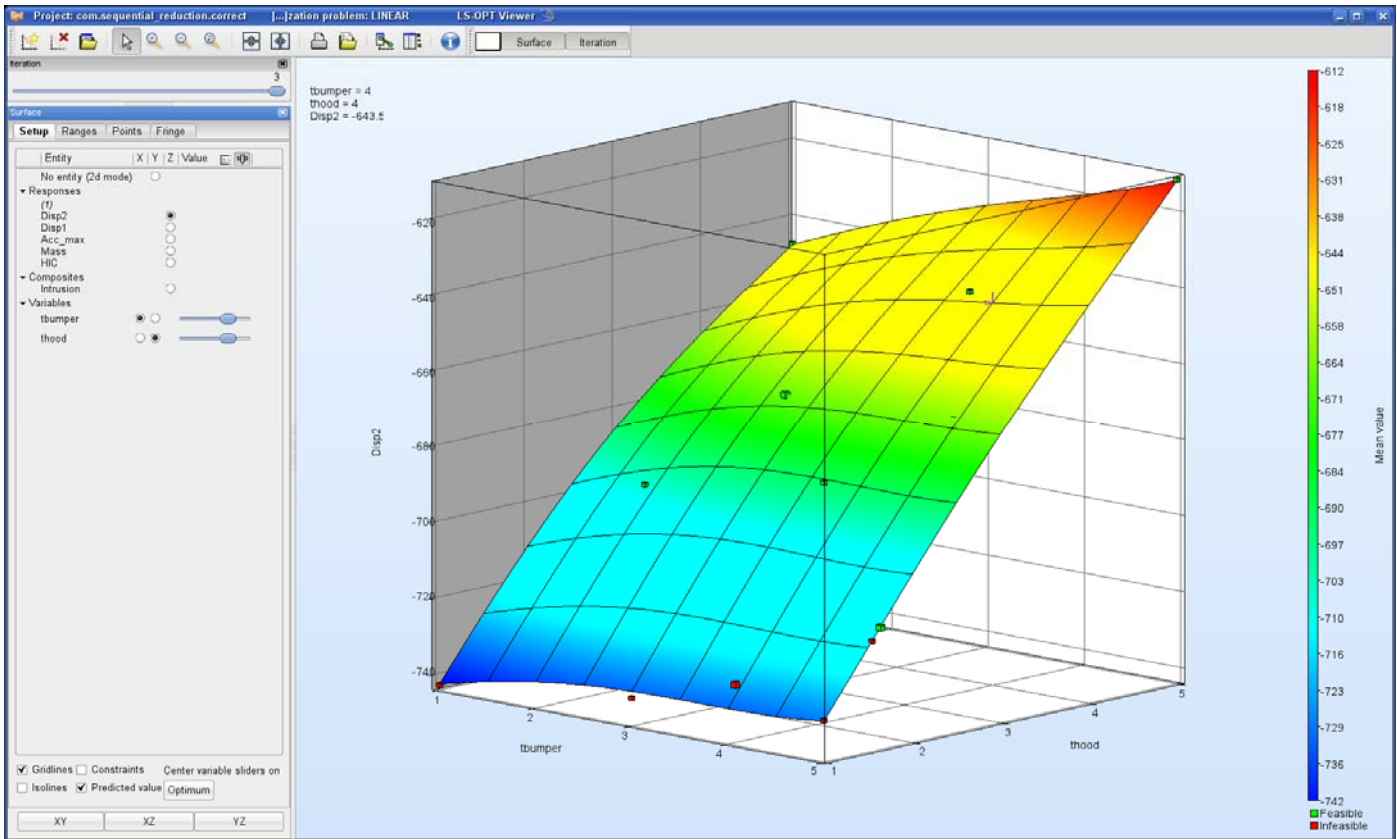 Project: com.sequential_reduction.correct [...]zation problem: LINEAR LS-OPT Viewer
Surface Iteration
Iteration
3
Surface
Setup Ranges Points Fringe
Entity X Y Z Value
No entity (2d mode)
Responses
(1)
Disp2
Disp1
Acc_max
Mass
HIC
Composites
Intrusion
Variables
tbumper
thood
Gridlines Constraints Center variable sliders on
Isolines Predicted value Optimum
XY XZ YZ
tbumper = 4
thood = 4
Disp2 = -643.5
-620
-640
-660
-680
-700
-720
-740
Disp2
1
2
3
4
5
tbumper
1
2
3
4
5
thood
-612
-618
-625
-631
-638
-644
-651
-658
-664
-671
-677
-684
-690
-697
-703
-710
-716
-723
-729
-736
-742
Mean value
Feasible
Infeasible